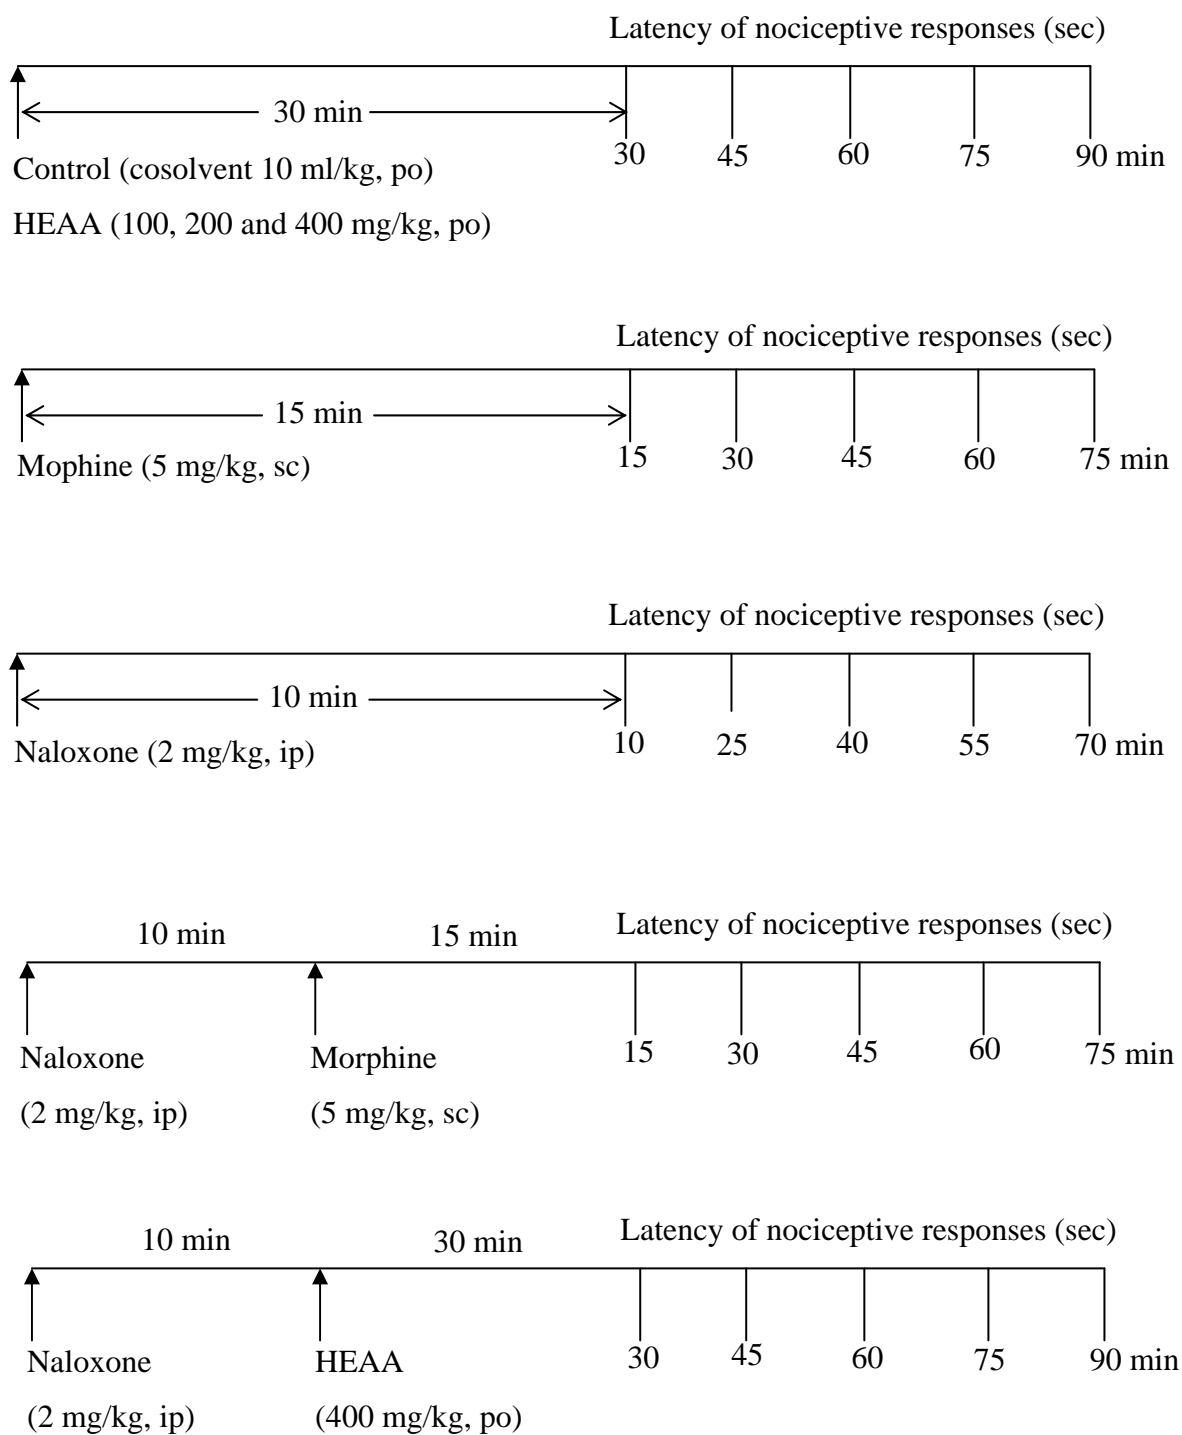 Latency of nociceptive responses (sec)
30 min
30 45 60 75 90 min
Control (cosolvent 10 ml/kg, po)
HEAA (100, 200 and 400 mg/kg, po)
Latency of nociceptive responses (sec)
15 min
15 30 45 60 75 min
Mophine (5 mg/kg, sc)
Latency of nociceptive responses (sec)
10 min
10 25 40 55 70 min
Naloxone (2 mg/kg, ip)
10 min 15 min Latency of nociceptive responses (sec)
Naloxone Morphine 15 30 45 60 75 min
(2 mg/kg, ip) (5 mg/kg, sc)
10 min 30 min Latency of nociceptive responses (sec)
Naloxone HEAA 30 45 60 75 90 min
(2 mg/kg, ip) (400 mg/kg, po)